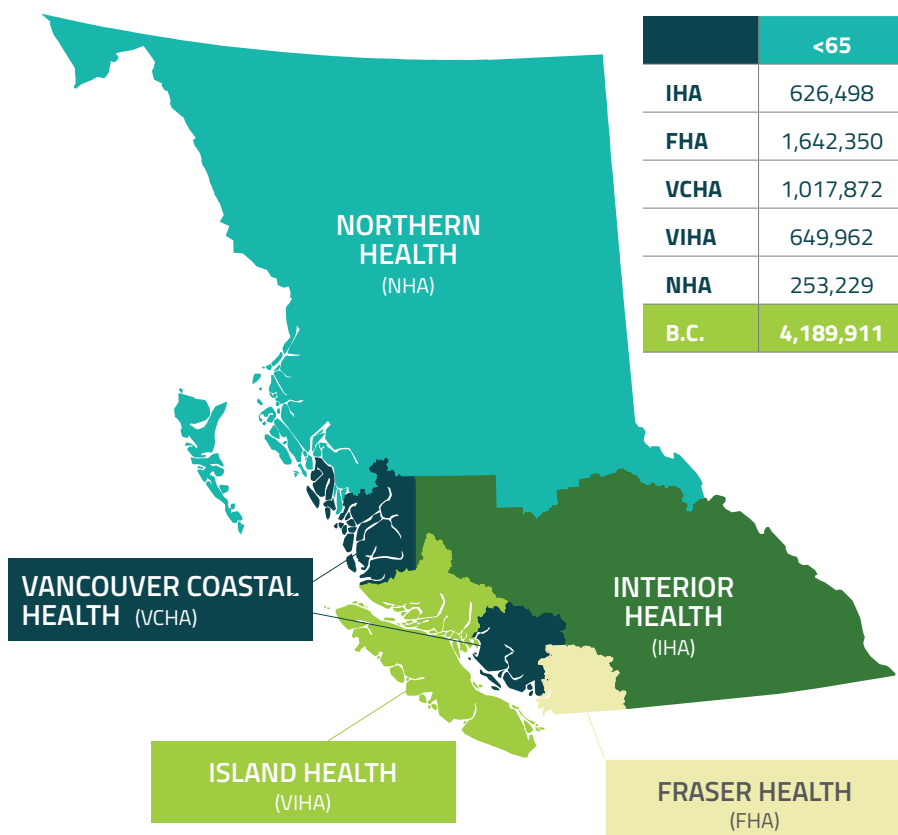 <65
IHA 626,498
FHA 1,642,350
VCHA 1,017,872
VIHA 649,962
NHA 253,229
B.C. 4,189,911
NORTHERN
HEALTH
(NHA)
VANCOUVER COASTAL
HEALTH (VCHA)
INTERIOR
HEALTH
(IHA)
ISLAND HEALTH
(VIHA)
FRASER HEALTH
(FHA)